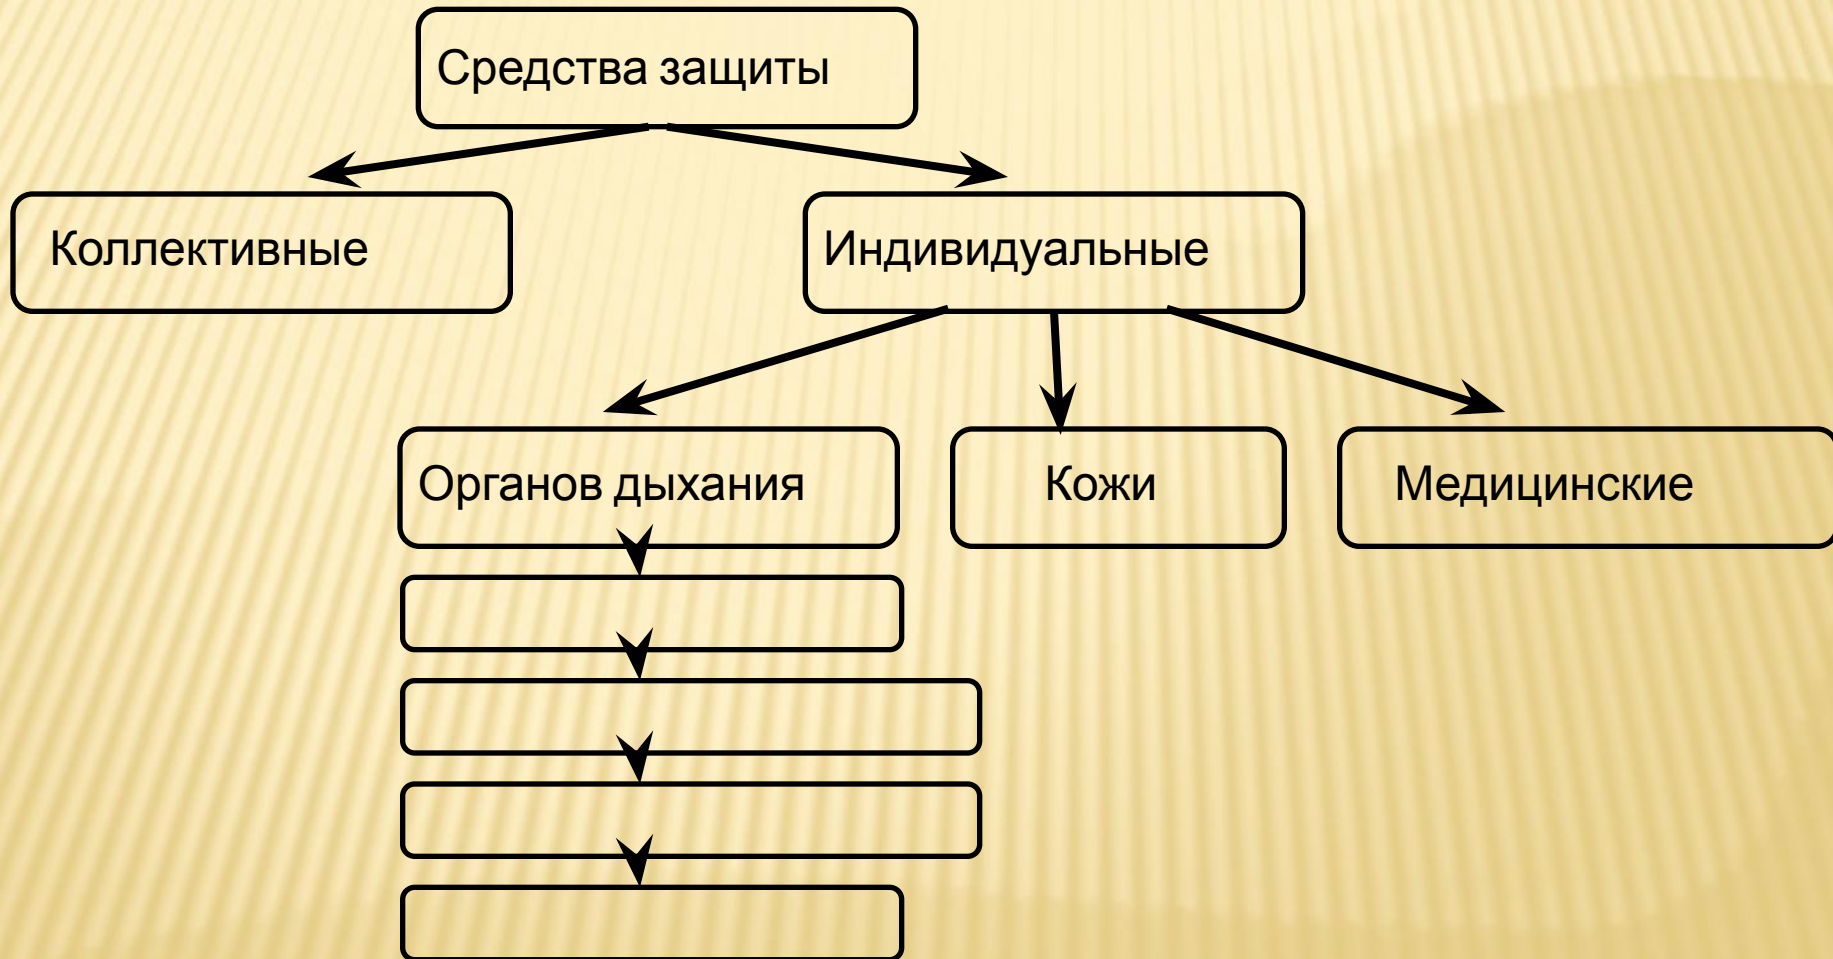 Средства защиты
Коллективные
Индивидуальные
Органов дыхания
Кожи
Медицинские